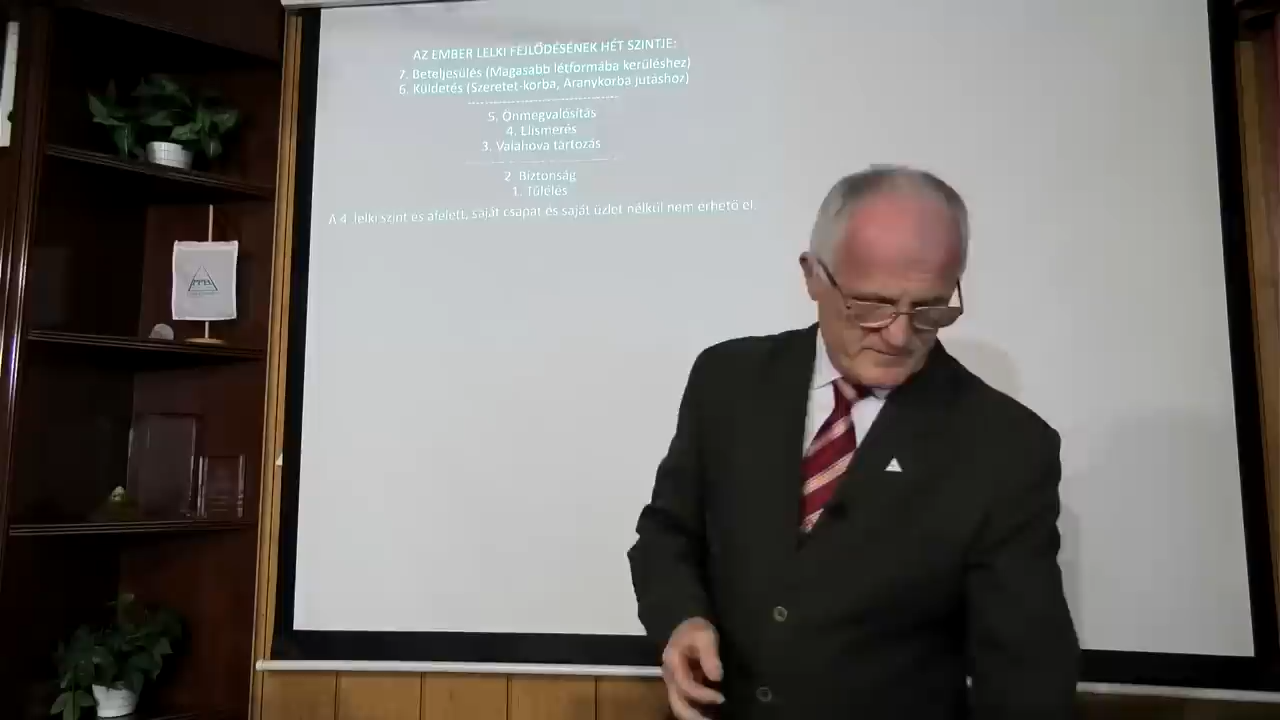 AZ EMBER LELKI FEJLŐDÉSÉNEK HÉT SZINTJE:
7. Beteljesülés (Magasabb létformába kerüléshez)
6. Küldetés (Szeretet-korba, Aranykorba jutáshoz)
5. Önmegvalósítás
4. Elismerés
3. Valahova tartozás
2. Biztonság
1. Túlélés
A 4. lelki szint és afelett, saját csapat és saját üzlet nélkül nem érhető el.